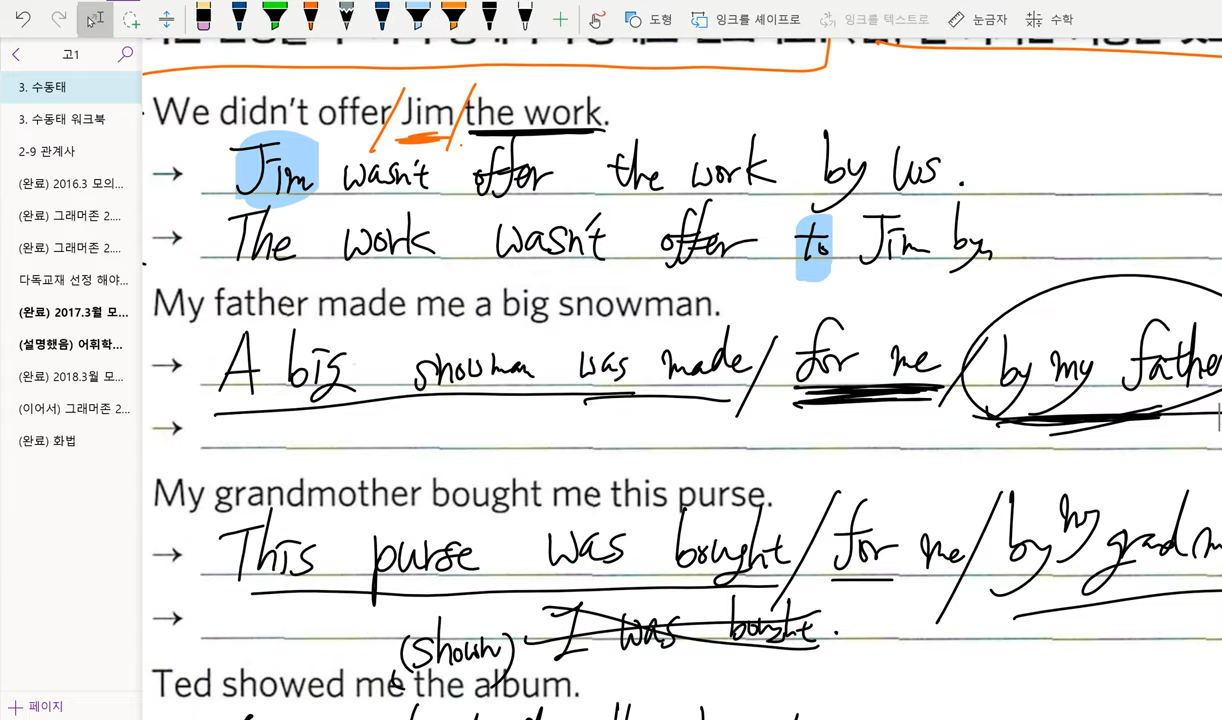 도형
잉크를 셰이프로
잉크를 텍스트로
눈금자
수학
고1
3. 수동태
3. 수동태 워크북
2-9 관계사
(완료) 2016.3 모의...
(완료) 그래머존 2....
(완료) 그래머존 2....
다독교재 선정 해야...
(완료) 2017.3월 모...
(설명했음) 어휘학...
(완료) 2018.3월 모...
(이어서) 그래머존 2...
(완료) 화법
페이지
We didn't offer/Jim/the work.
→ Jim wasn't offer the work by us.
→ The work wasn't offer to Jim by
My father made me a big snowman.
→ A big snowman was made/for me/(by my fathe
→
My grandmother bought me this purse.
→ This purse was bought/for me/by my grandm
→ I was bought.
(shown)
Ted showed me the album.